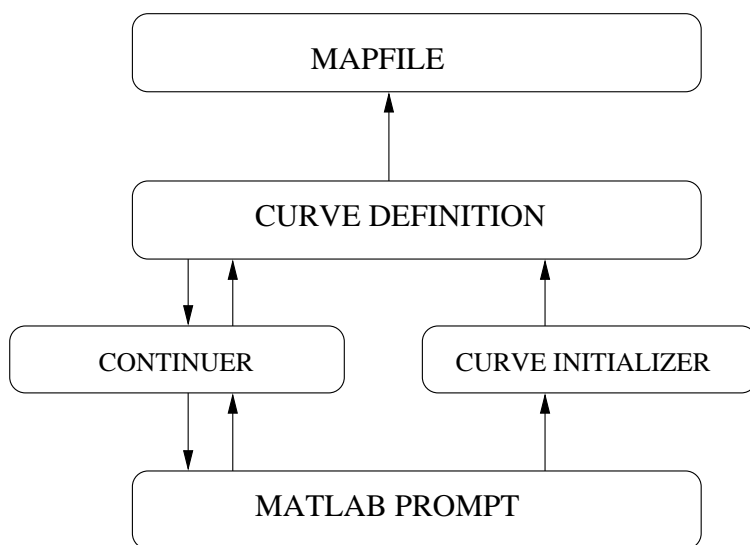 MAPFILE
CURVE DEFINITION
CONTINUER
CURVE INITIALIZER
MATLAB PROMPT